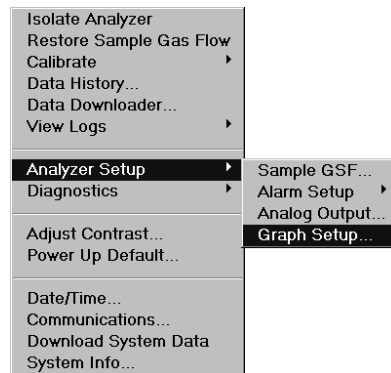 Isolate Analyzer
Restore Sample Gas Flow
Calibrate
Data History...
Data Downloader...
View Logs
Analyzer Setup
Diagnostics
Adjust Contrast...
Power Up Default...
Date/Time...
Communications...
Download System Data
System Info...
Sample GSF...
Alarm Setup
Analog Output...
Graph Setup...